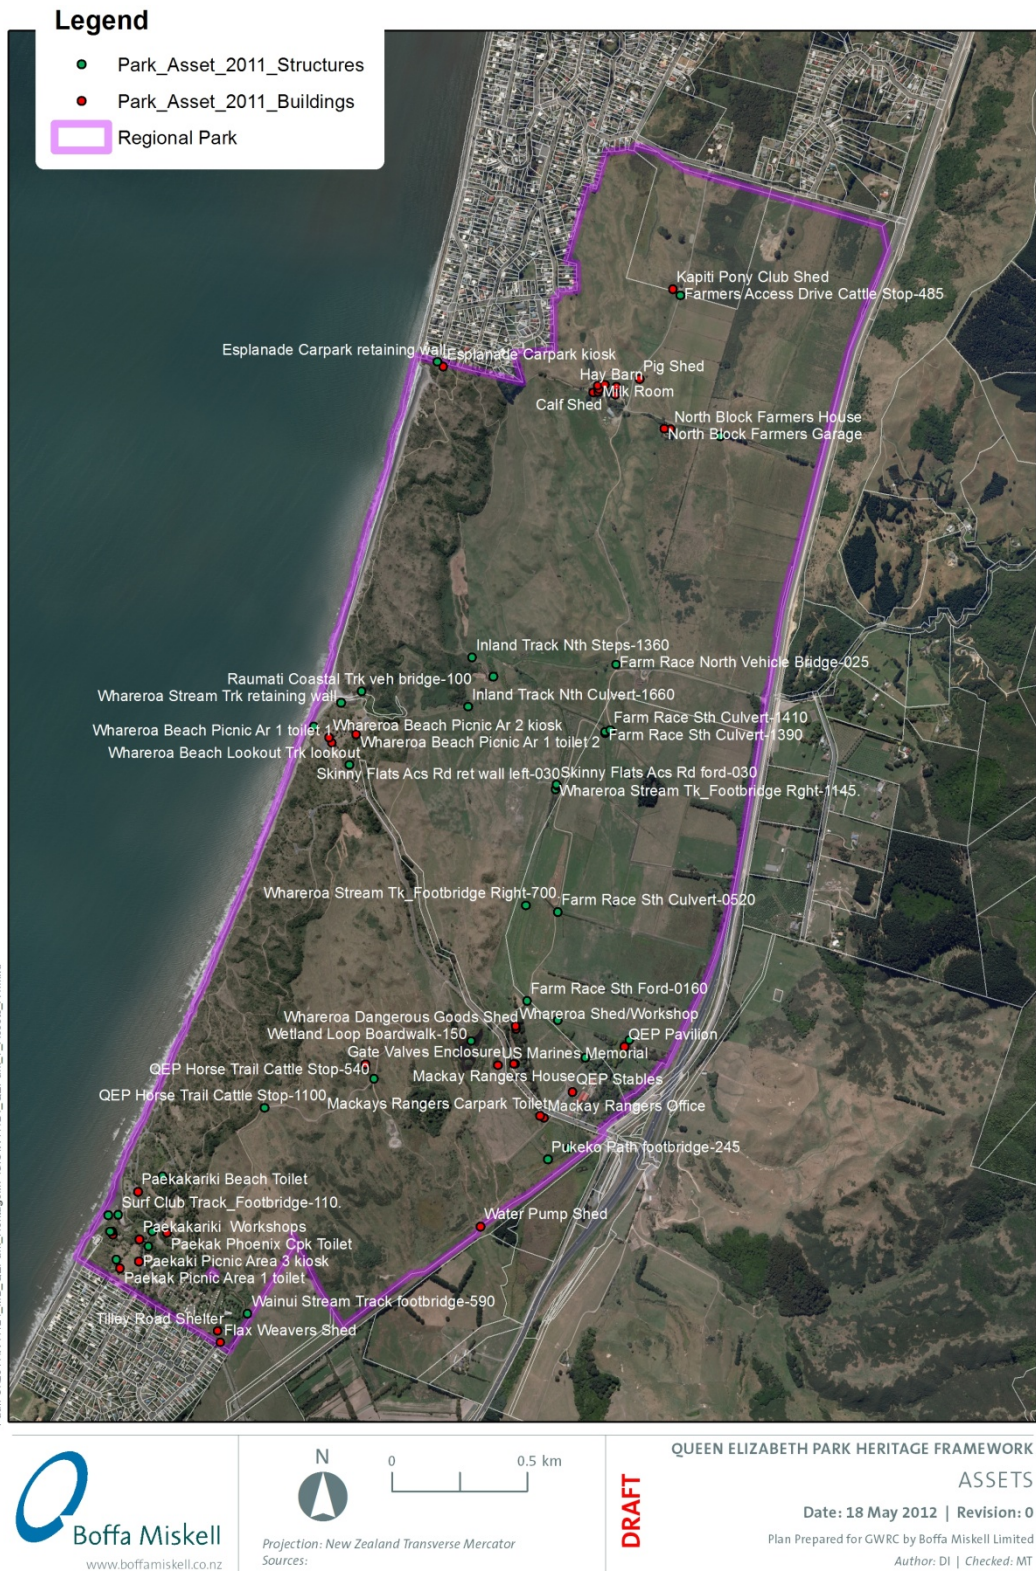 Legend
Park_Asset_2011_Structures
Park_Asset_2011_Buildings
Regional Park
Kapiti Pony Club Shed
Farmers Access Drive Cattle Stop-485
Esplanade Carpark retaining wall
Esplanade Carpark kiosk
Pig Shed
Hay Barn
Milk Room
Calf Shed
North Block Farmers House
North Block Farmers Garage
Inland Track Nth Steps-1360
Farm Race North Vehicle Bridge-025
Raumati Coastal Trk veh bridge-100
Whareroa Stream Trk retaining wall
Inland Track Nth Culvert-1660
Farm Race Sth Culvert-1410
Whareroa Beach Picnic Ar 1 toilet 1
Whareroa Beach Picnic Ar 2 kiosk
Farm Race Sth Culvert-1390
Whareroa Beach Picnic Ar 1 toilet 2
Whareroa Beach Lookout Trk lookout
Skinny Flats Acs Rd ret wall left-030
Skinny Flats Acs Rd ford-030
Whareroa Stream Tk_Footbridge Rght-1145.
Whareroa Stream Tk_Footbridge Right-700.
Farm Race Sth Culvert-0520
Farm Race Sth Ford-0160
Whareroa Dangerous Goods Shed
Whareroa Shed/Workshop
Wetland Loop Boardwalk-150
QEP Pavilion
Gate Valves Enclosure
US Marines Memorial
QEP Horse Trail Cattle Stop-540
Mackay Rangers House
QEP Stables
QEP Horse Trail Cattle Stop-1100
Mackays Rangers Carpark Toilet
Mackay Rangers Office
Pukeko Path footbridge-245
Paekakariki Beach Toilet
Surf Club Track_Footbridge-110.
Water Pump Shed
Paekakariki Workshops
Paekak Phoenix Cpk Toilet
Paekaki Picnic Area 3 kiosk
Paekak Picnic Area 1 toilet
Wainui Stream Track footbridge-590
Tilley Road Shelter
Flax Weavers Shed
Boffa Miskell
www.boffamiskell.co.nz
N
0 0.5 km
Projection: New Zealand Transverse Mercator
Sources:
DRAFT
QUEEN ELIZABETH PARK HERITAGE FRAMEWORK
ASSETS
Date: 18 May 2012 | Revision: 0
Plan Prepared for GWRC by Boffa Miskell Limited
Author: DI | Checked: MT